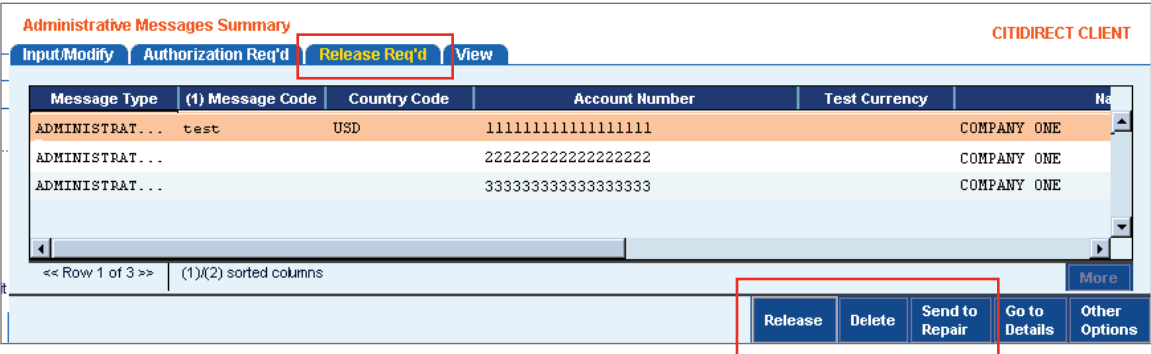 Administrative Messages Summary
CITIDIRECT CLIENT
Input/Modify Authorization Req'd Release Req'd View
Message Type (1) Message Code Country Code Account Number Test Currency Na
ADMINISTRAT... test USD 111111111111111111 COMPANY ONE
ADMINISTRAT... 222222222222222222 COMPANY ONE
ADMINISTRAT... 333333333333333333 COMPANY ONE
<< Row 1 of 3 >> (1)/(2) sorted columns
More
Release Delete Send to Repair Go to Details Other Options